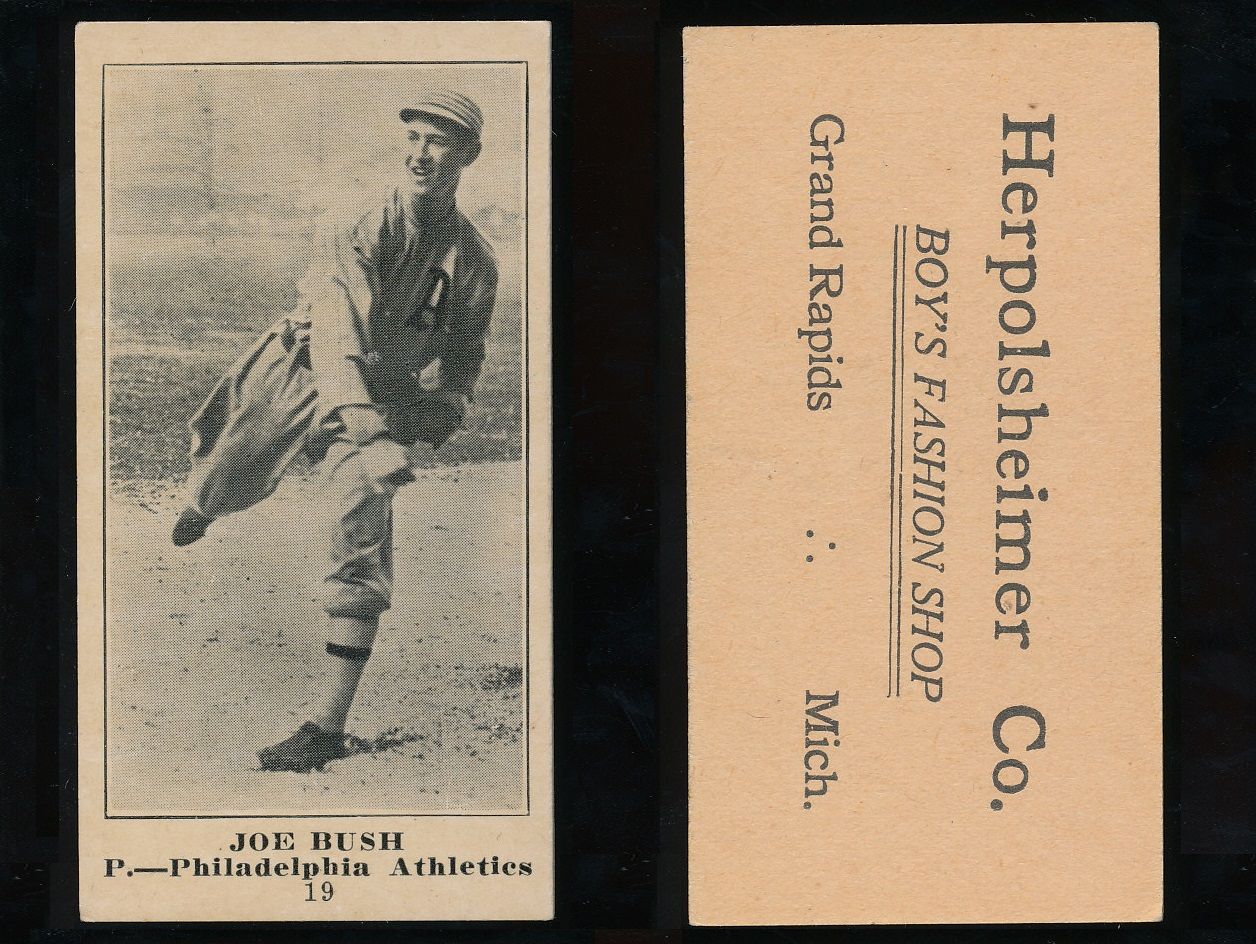 JOE BUSH
P.—Philadelphia Athletics
19
Herpolsheimer Co.
BOY'S FASHION SHOP
Grand Rapids ∴ Mich.